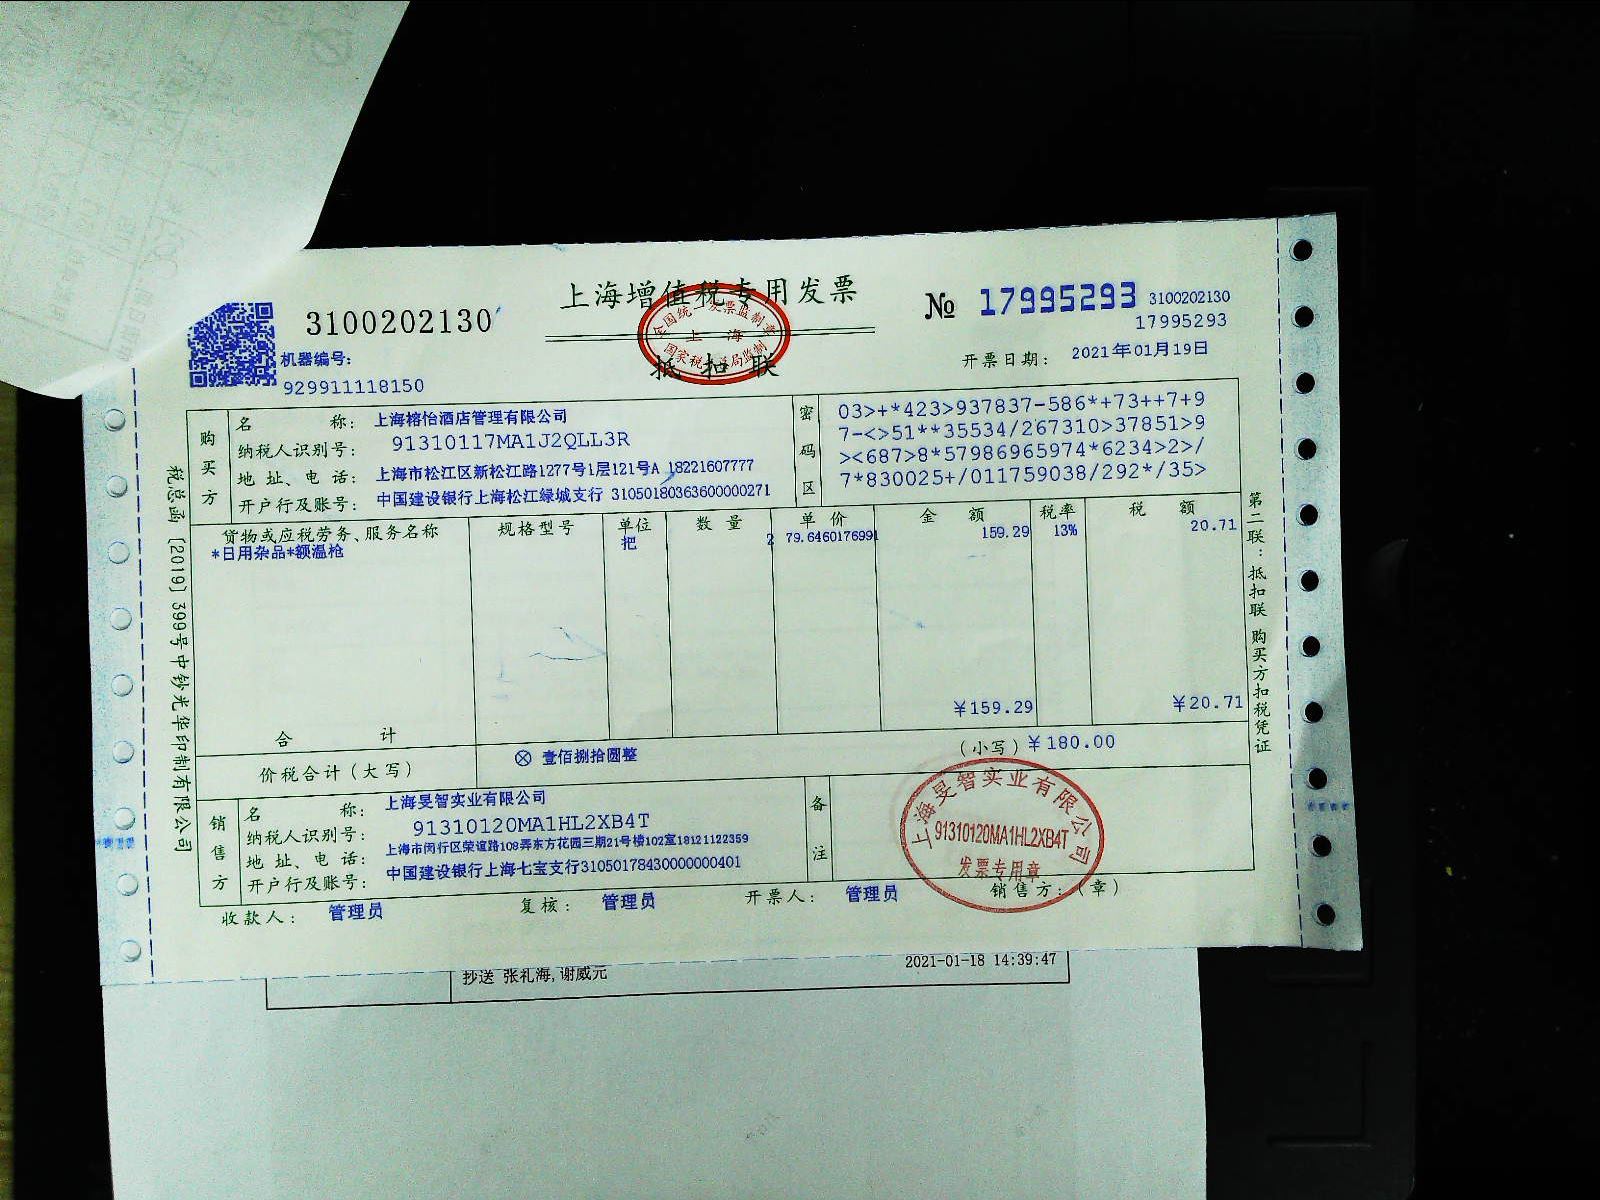 上海增值税专用发票
全国统一发票监制章
上海
国家税务总局监制
抵扣联
3100202130
№ 17995293
3100202130
17995293
机器编号:
929911118150
开票日期: 2021年01月19日
购买方
名称: 上海榕怡酒店管理有限公司
纳税人识别号: 91310117MA1J2QLL3R
地址、电话: 上海市松江区新松江路1277号1层121号A 18221607777
开户行及账号: 中国建设银行上海松江绿城支行 31050180363600000271
密码区
03>+*423>937837-586*+73++7+9
7-<>51**35534/267310>37851>9
><687>8*57986965974*6234>2>/
7*830025+/011759038/292*/35>
货物或应税劳务、服务名称 规格型号 单位 数量 单价 金额 税率 税额
*日用杂品*额温枪 把 2 79.6460176991 159.29 13% 20.71
合计 ¥159.29 ¥20.71
价税合计(大写) ⊗ 壹佰捌拾圆整 (小写) ¥180.00
销售方
名称: 上海旻智实业有限公司
纳税人识别号: 91310120MA1HL2XB4T
地址、电话: 上海市闵行区荣谊路108弄东方花园三期21号楼102室18121122359
开户行及账号: 中国建设银行上海七宝支行31050178430000000401
备注
上海旻智实业有限公司
91310120MA1HL2XB4T
发票专用章
收款人: 管理员 复核: 管理员 开票人: 管理员 销售方:(章)
税总函〔2019〕399号中钞光华印制有限公司
第二联:抵扣联 购买方扣税凭证
抄送 张礼海,谢威元
2021-01-18 14:39:47